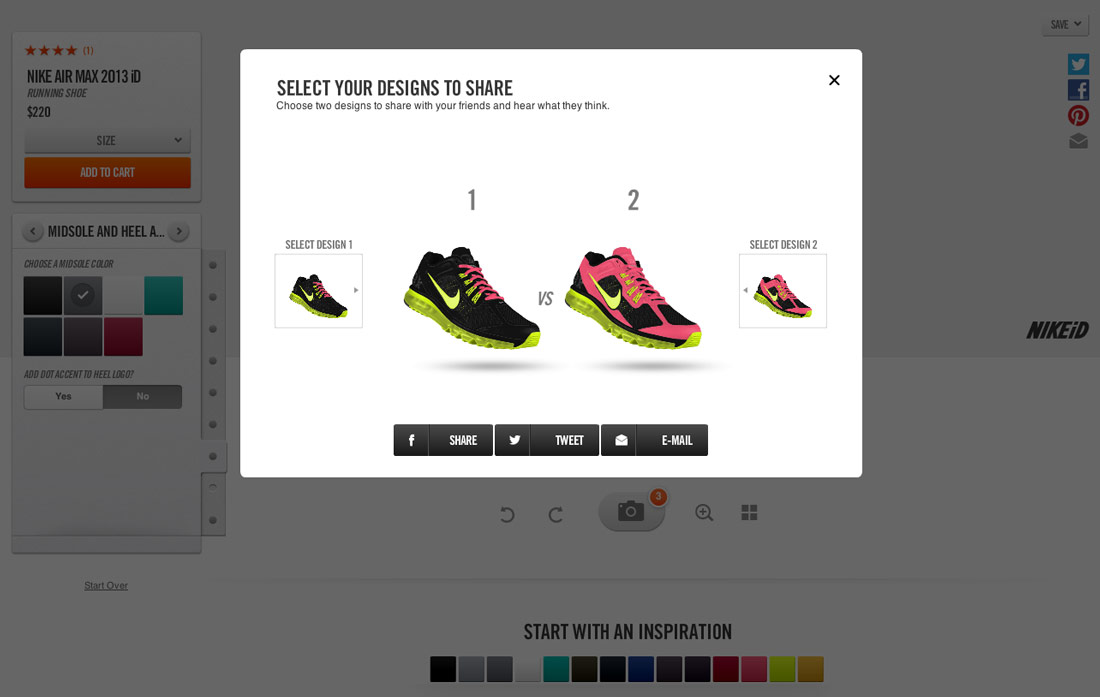 SAVE
(1)
NIKE AIR MAX 2013 iD
RUNNING SHOE
$220
SIZE
ADD TO CART
MIDSOLE AND HEEL A...
CHOOSE A MIDSOLE COLOR
ADD DOT ACCENT TO HEEL LOGO?
Yes No
Start Over
SELECT YOUR DESIGNS TO SHARE
Choose two designs to share with your friends and hear what they think.
1 2
SELECT DESIGN 1
SELECT DESIGN 2
VS
SHARE TWEET E-MAIL
NIKEiD
3
START WITH AN INSPIRATION